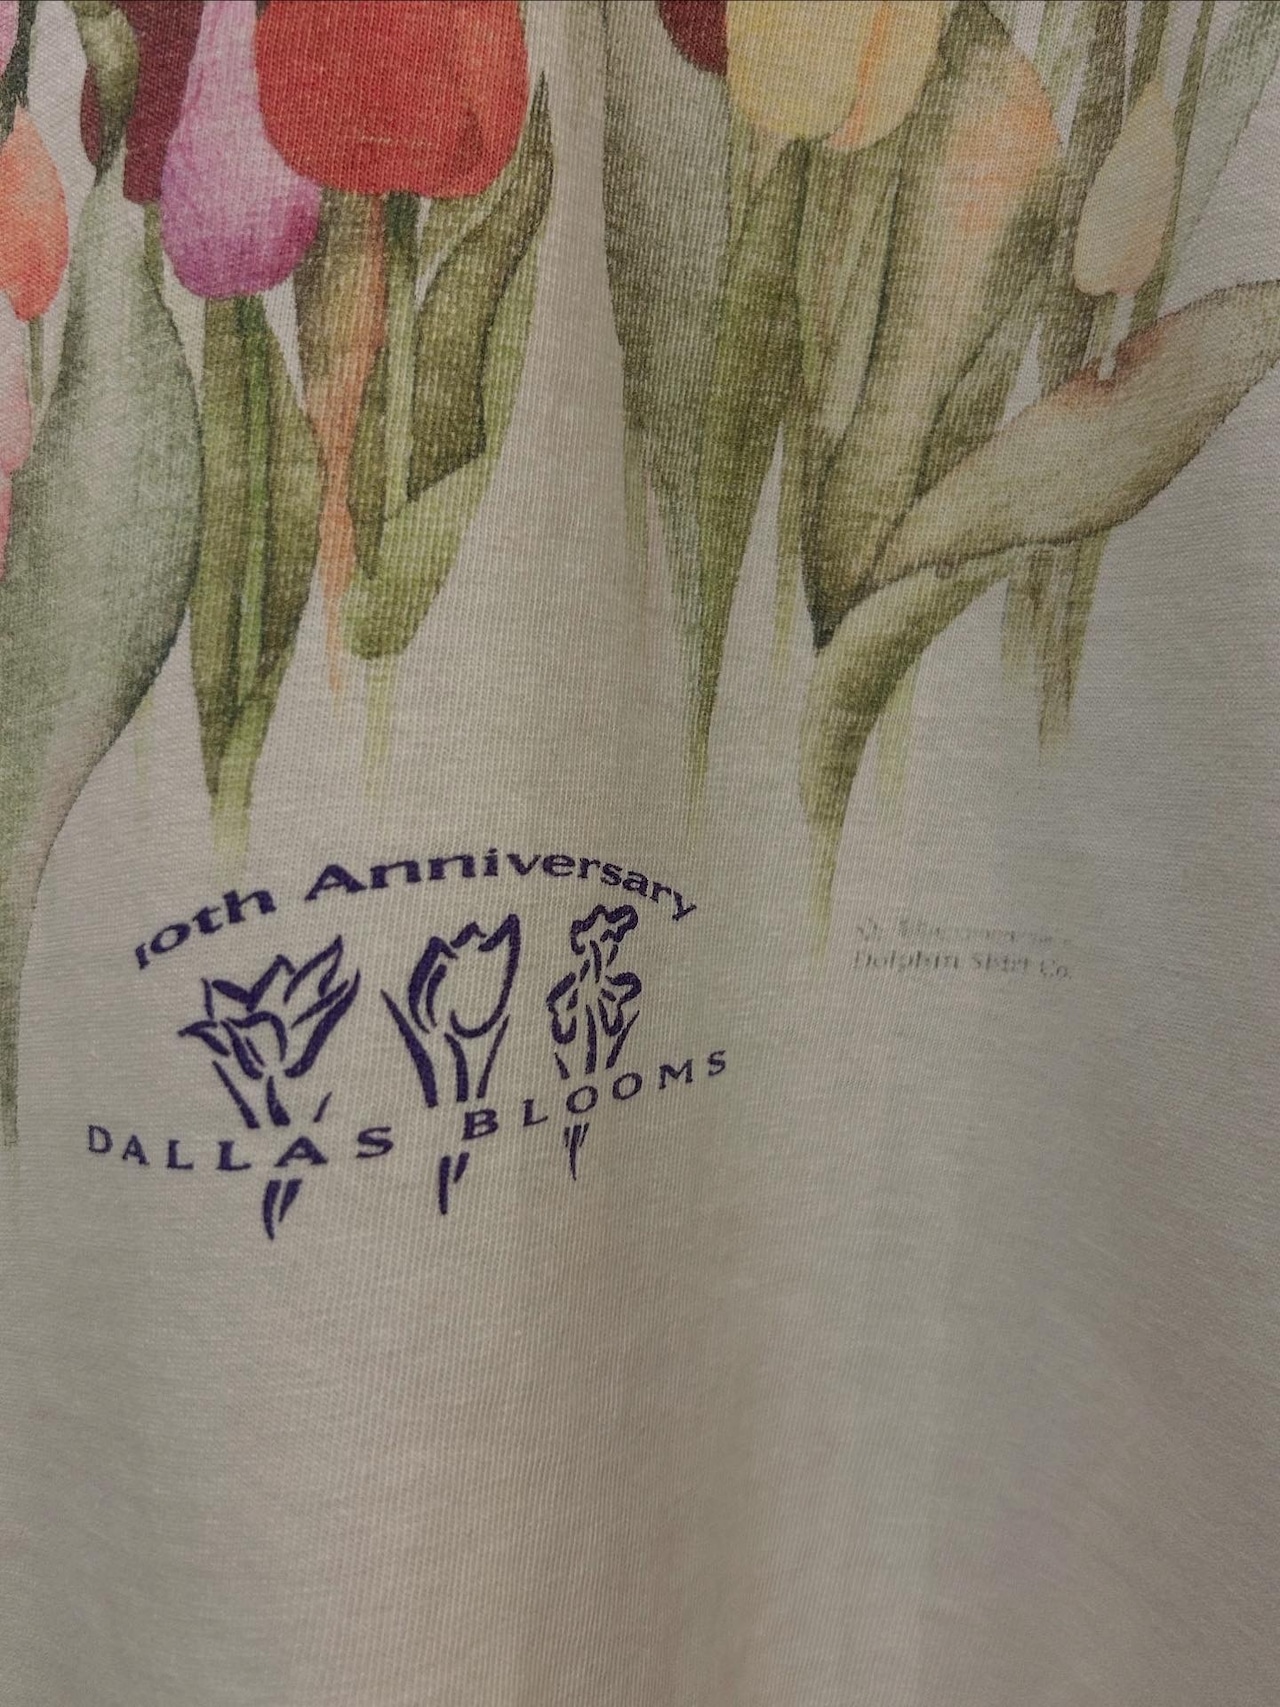 10th Anniversary
DALLAS BLOOMS
Dolphin Shirt Co.